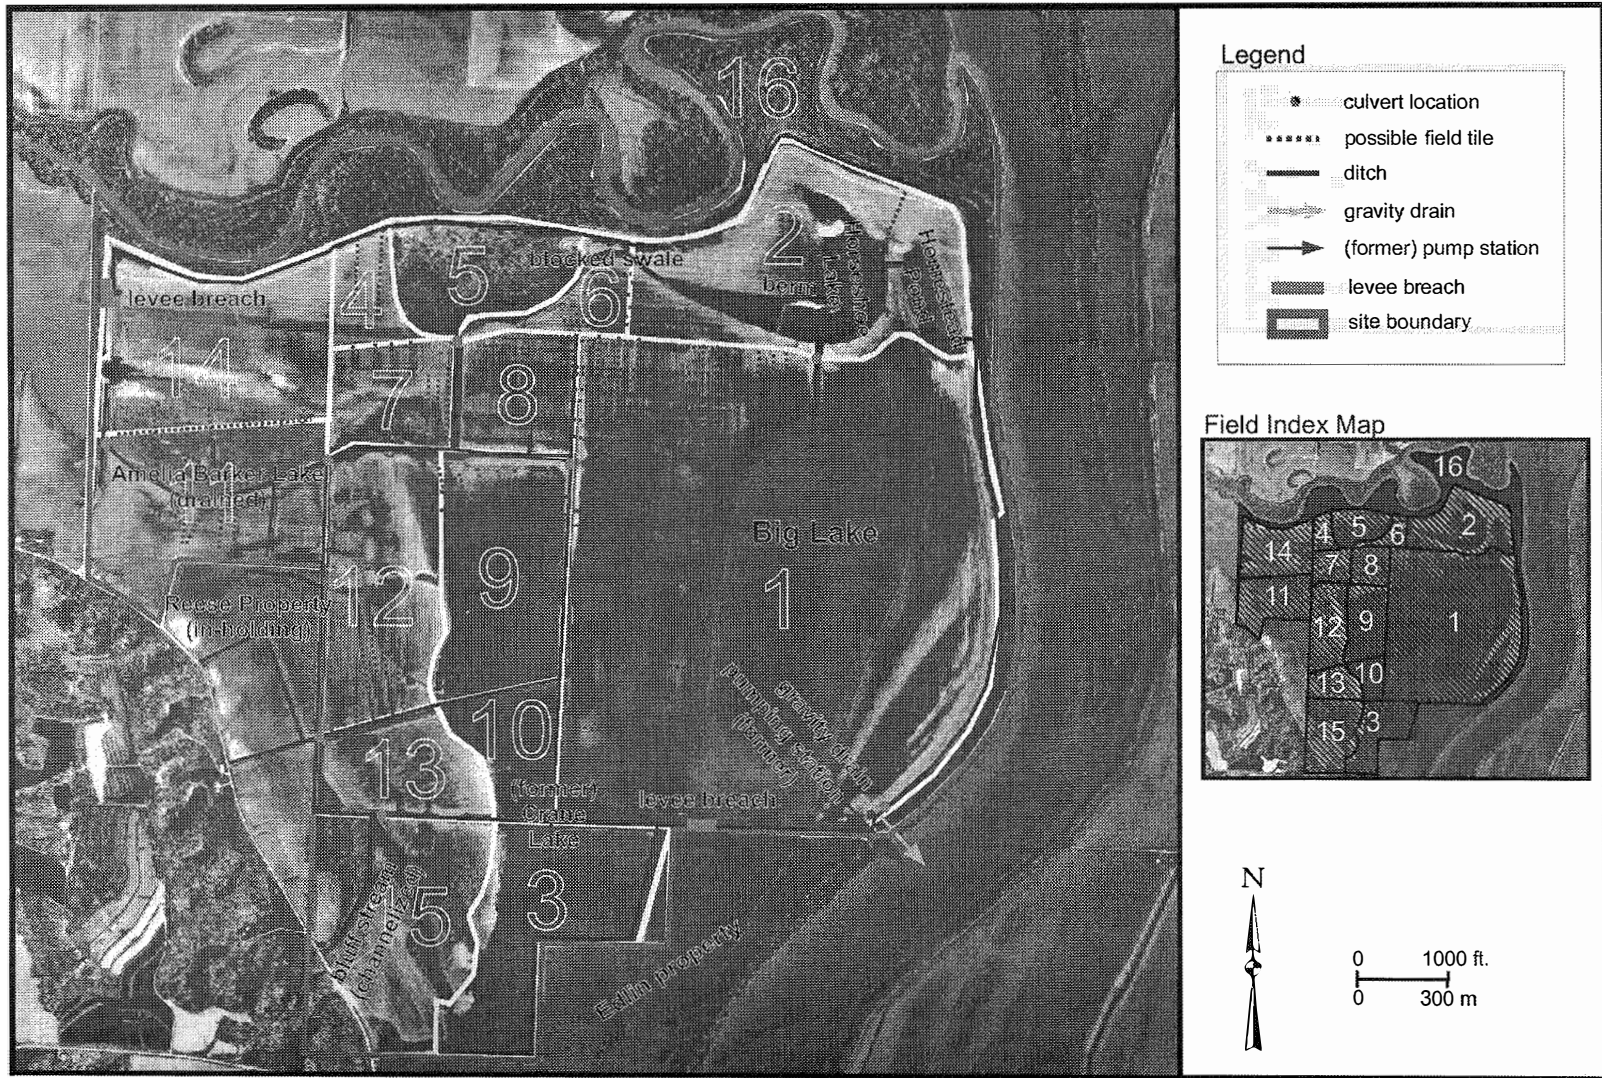 16
Legend
culvert location
possible field tile
ditch
gravity drain
(former) pump station
levee breach
site boundary
2
Horseshoe
Lake
Homestead
Pond
5
blocked swale
berm
4
6
levee breach
14
7
8
Field Index Map
16
2
5
4
6
14
7
8
11
9
1
12
10
13
3
15
Amelia Barker Lake
(drained)
11
Big Lake
1
9
12
Reese Property
(in-holding)
gravity drain
pumping station
(former)
10
13
(former)
Crane
Lake
levee breach
bluff stream
(channelized)
5
3
Edlin property
N
0 1000 ft.
0 300 m